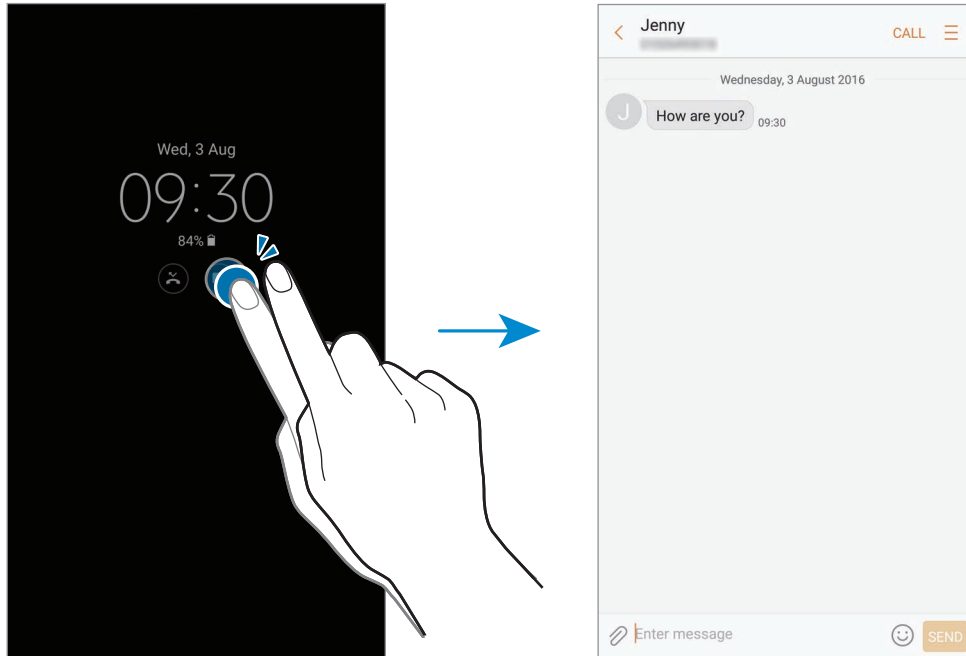 Wed, 3 Aug
09:30
84%
Jenny
CALL
Wednesday, 3 August 2016
J
How are you?
09:30
Enter message
SEND